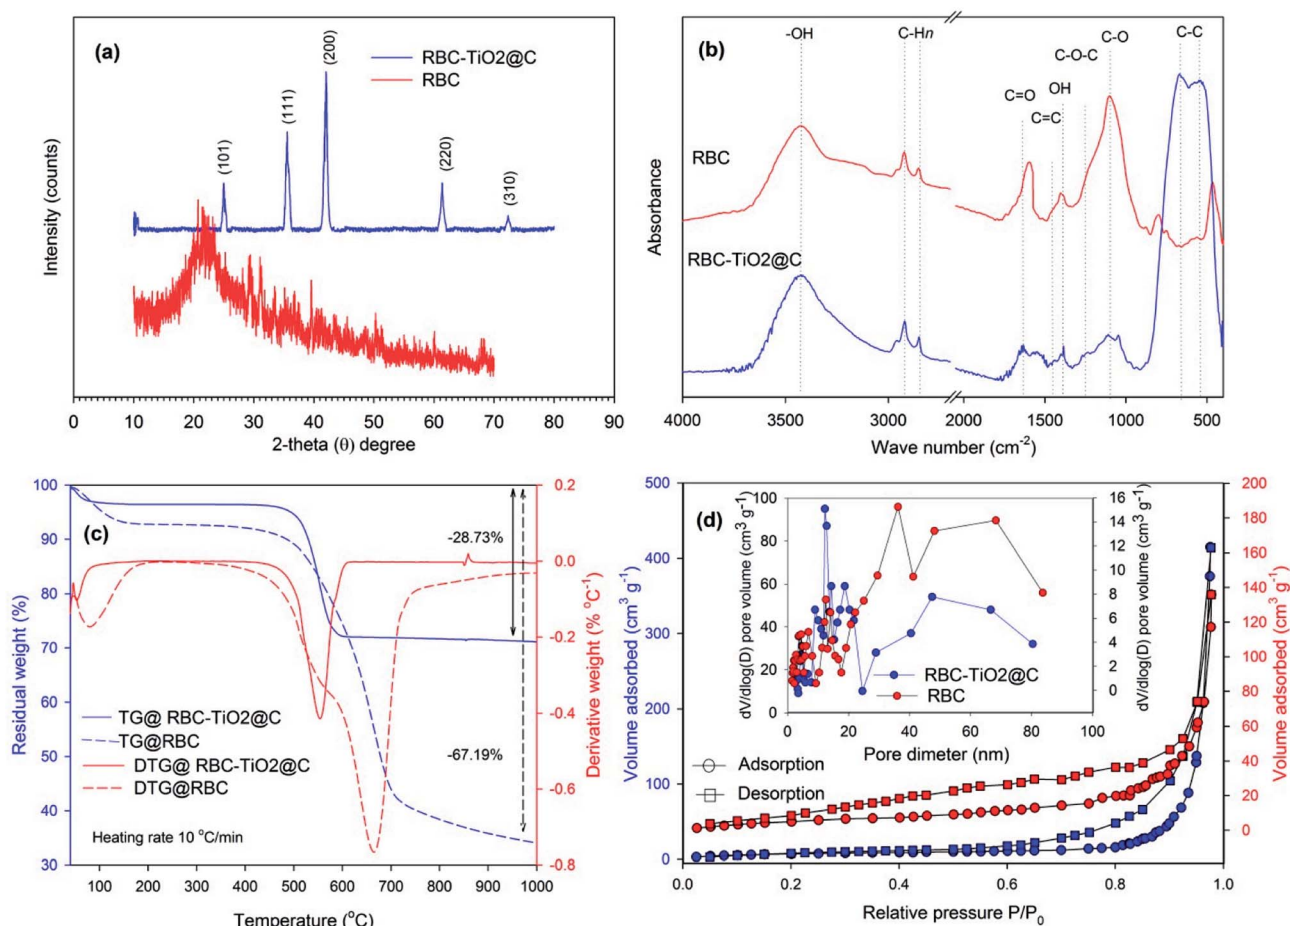 (a)
RBC-TiO2@C
RBC
(101)
(111)
(200)
(220)
(310)
Intensity (counts)
0 10 20 30 40 50 60 70 80 90
2-theta (θ) degree
(b)
-OH
C-Hn
C=O
C=C
OH
C-O-C
C-O
C-C
RBC
RBC-TiO2@C
Absorbance
4000 3500 3000 2000 1500 1000 500
Wave number (cm-2)
(c)
100
90
80
70
60
50
40
30
Residual weight (%)
-28.73%
-67.19%
TG@ RBC-TiO2@C
TG@RBC
DTG@ RBC-TiO2@C
DTG@RBC
Heating rate 10 oC/min
0.2
0.0
-0.2
-0.4
-0.6
-0.8
Derivative weight (% oC-1)
100 200 300 400 500 600 700 800 900 1000
Temperature (oC)
(d)
500
400
300
200
100
0
Volume adsorbed (cm3 g-1)
100
80
60
40
20
0
dV/dlog(D) pore volume (cm3 g-1)
16
14
12
10
8
6
4
2
0
dV/dlog(D) pore volume (cm3 g-1)
RBC-TiO2@C
RBC
0 20 40 60 80 100
Pore dimeter (nm)
Adsorption
Desorption
200
180
160
140
120
100
80
60
40
20
0
Volume adsorbed (cm3 g-1)
0.0 0.2 0.4 0.6 0.8 1.0
Relative pressure P/P0